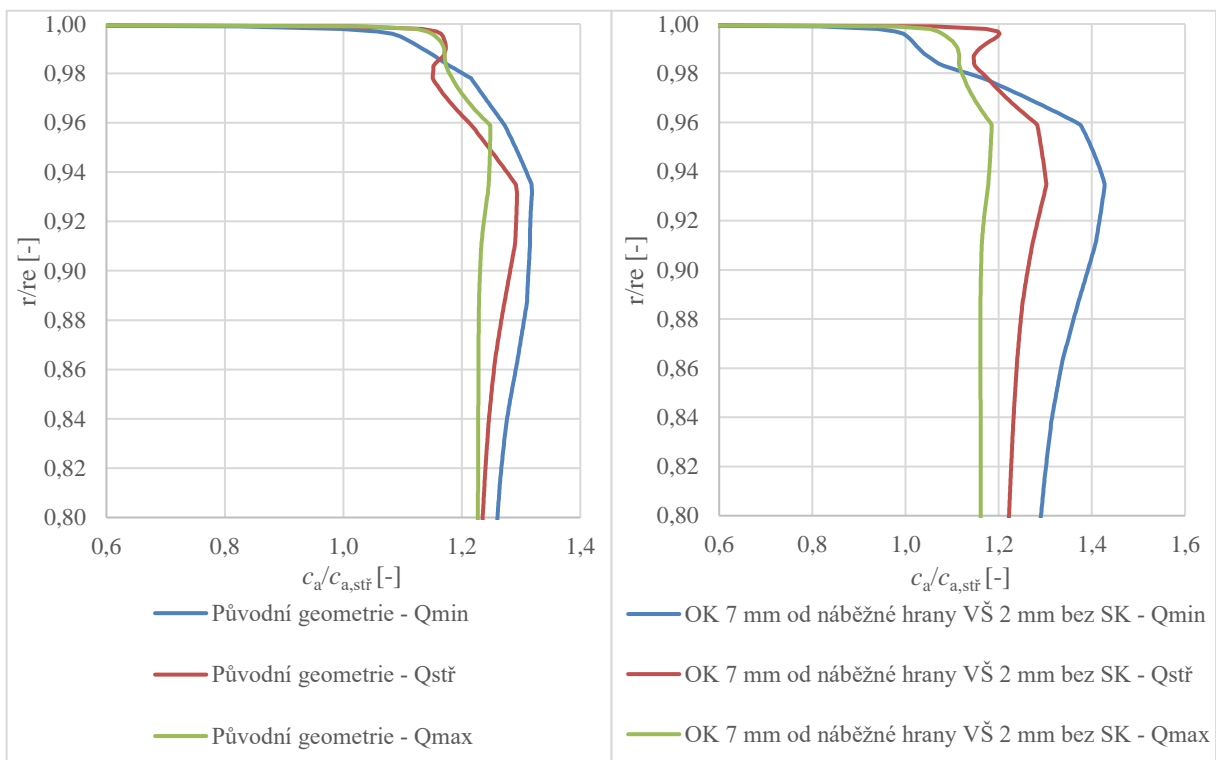 1,00
0,98
0,96
0,94
0,92
0,90
0,88
0,86
0,84
0,82
0,80
r/re [-]
0,6 0,8 1,0 1,2 1,4
ca/ca,stř [-]
Původní geometrie - Qmin
Původní geometrie - Qstř
Původní geometrie - Qmax
1,00
0,98
0,96
0,94
0,92
0,90
0,88
0,86
0,84
0,82
0,80
r/re [-]
0,6 0,8 1,0 1,2 1,4 1,6
ca/ca,stř [-]
OK 7 mm od náběžné hrany VŠ 2 mm bez SK - Qmin
OK 7 mm od náběžné hrany VŠ 2 mm bez SK - Qstř
OK 7 mm od náběžné hrany VŠ 2 mm bez SK - Qmax